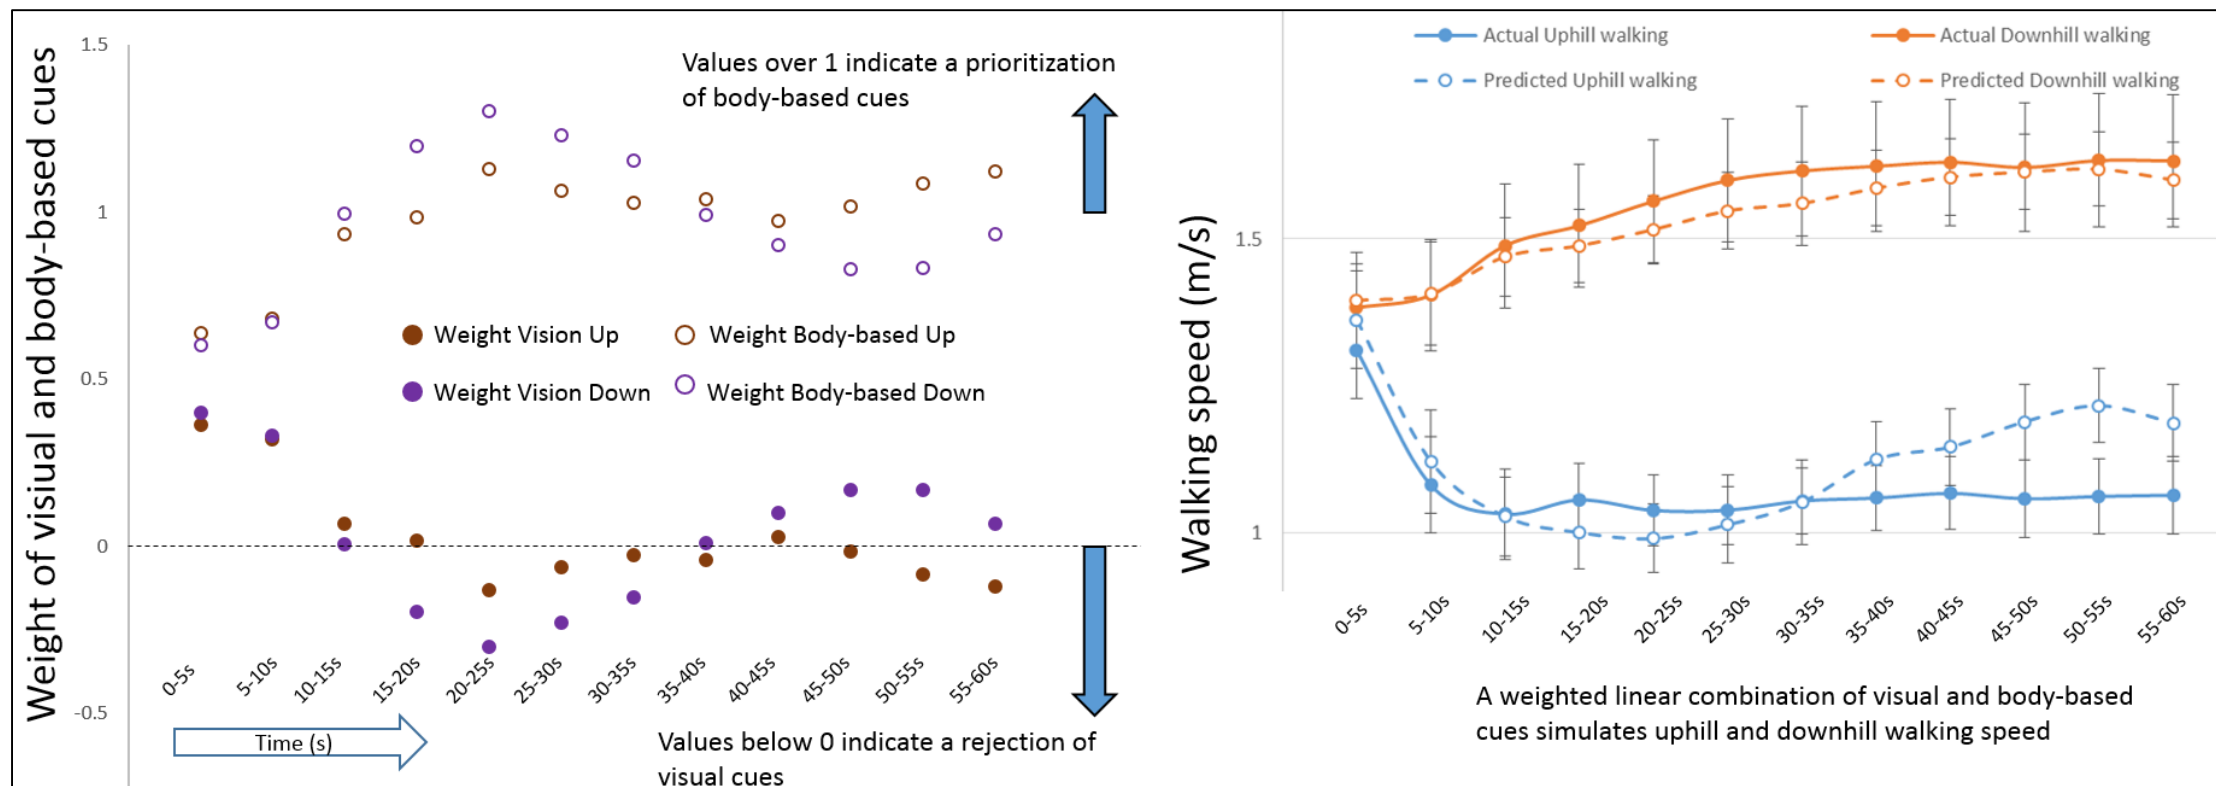 Weight of visiual and body-based cues
1.5
1
0.5
0
-0.5
Values over 1 indicate a prioritization
of body-based cues
Weight Vision Up
Weight Body-based Up
Weight Vision Down
Weight Body-based Down
0-5s
5-10s
10-15s
15-20s
20-25s
25-30s
30-35s
35-40s
40-45s
45-50s
50-55s
55-60s
Time (s)
Values below 0 indicate a rejection of
visual cues
Actual Uphill walking
Actual Downhill walking
Predicted Uphill walking
Predicted Downhill walking
Walking speed (m/s)
1.5
1
0-5s
5-10s
10-15s
15-20s
20-25s
25-30s
30-35s
35-40s
40-45s
45-50s
50-55s
55-60s
A weighted linear combination of visual and body-based
cues simulates uphill and downhill walking speed